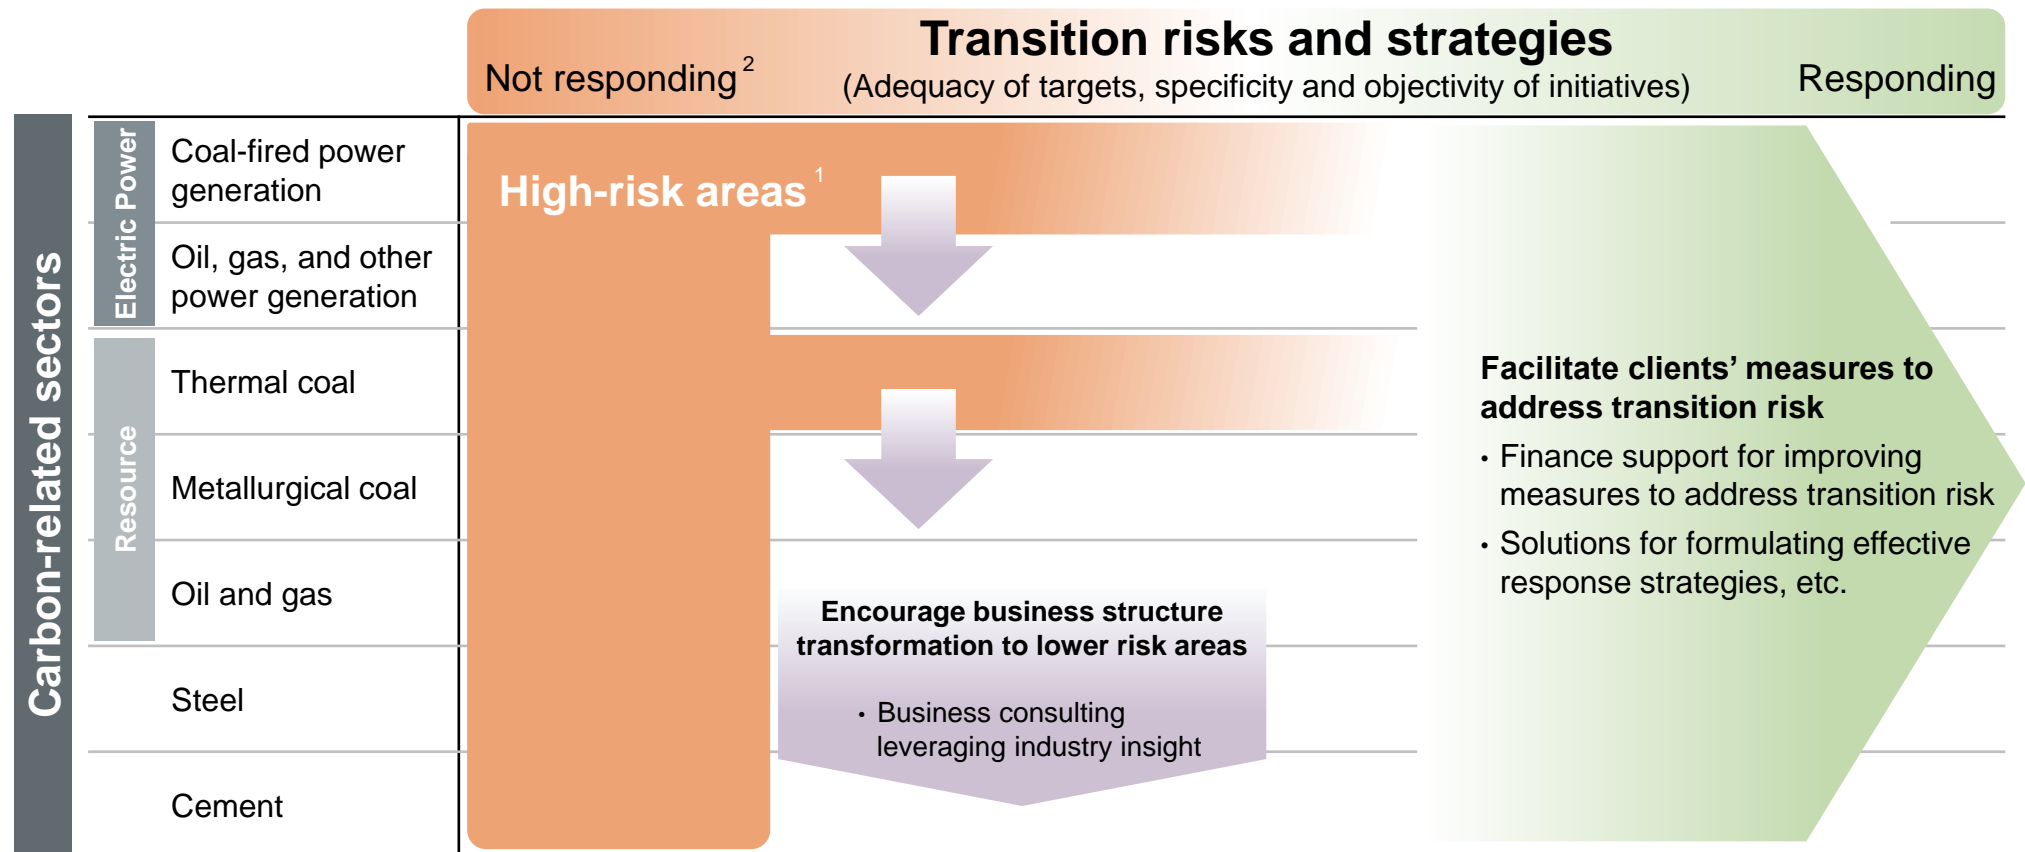 Transition risks and strategies
(Adequacy of targets, specificity and objectivity of initiatives)
Not responding 2
Responding
Carbon-related sectors
Electric Power
Coal-fired power
generation
Oil, gas, and other
power generation
Resource
Thermal coal
Metallurgical coal
Oil and gas
Steel
Cement
High-risk areas 1
Encourage business structure
transformation to lower risk areas
・ Business consulting
leveraging industry insight
Facilitate clients’ measures to
address transition risk
・ Finance support for improving
measures to address transition risk
・ Solutions for formulating effective
response strategies, etc.